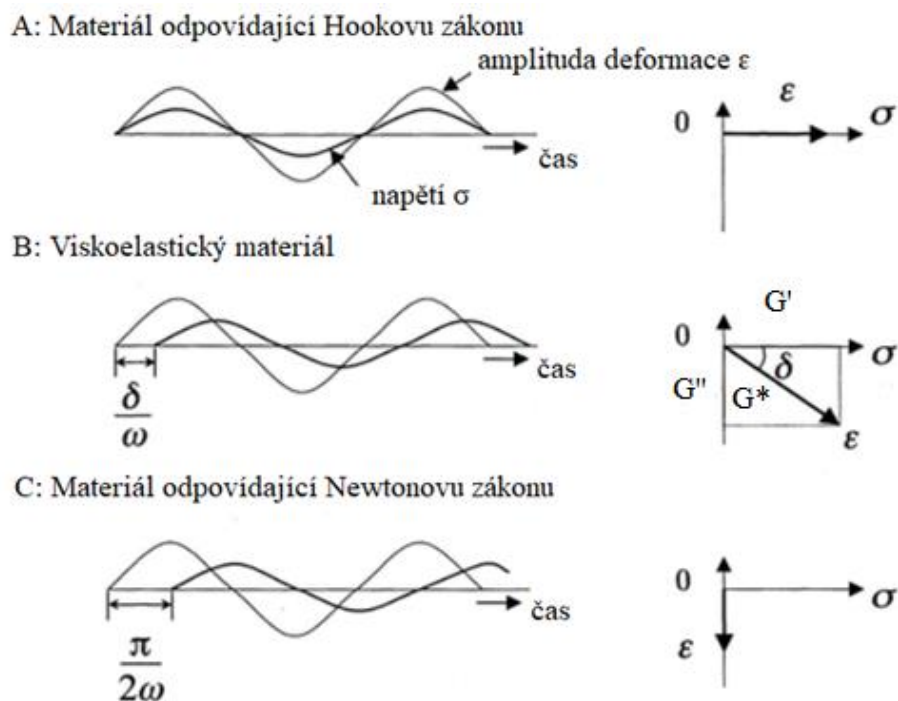 A: Materiál odpovídající Hookovu zákonu
amplituda deformace ε
čas
napětí σ
0
ε
σ
B: Viskoelastický materiál
čas
δ
ω
G'
0
σ
δ
G"
G*
ε
C: Materiál odpovídající Newtonovu zákonu
čas
π
2ω
0
σ
ε